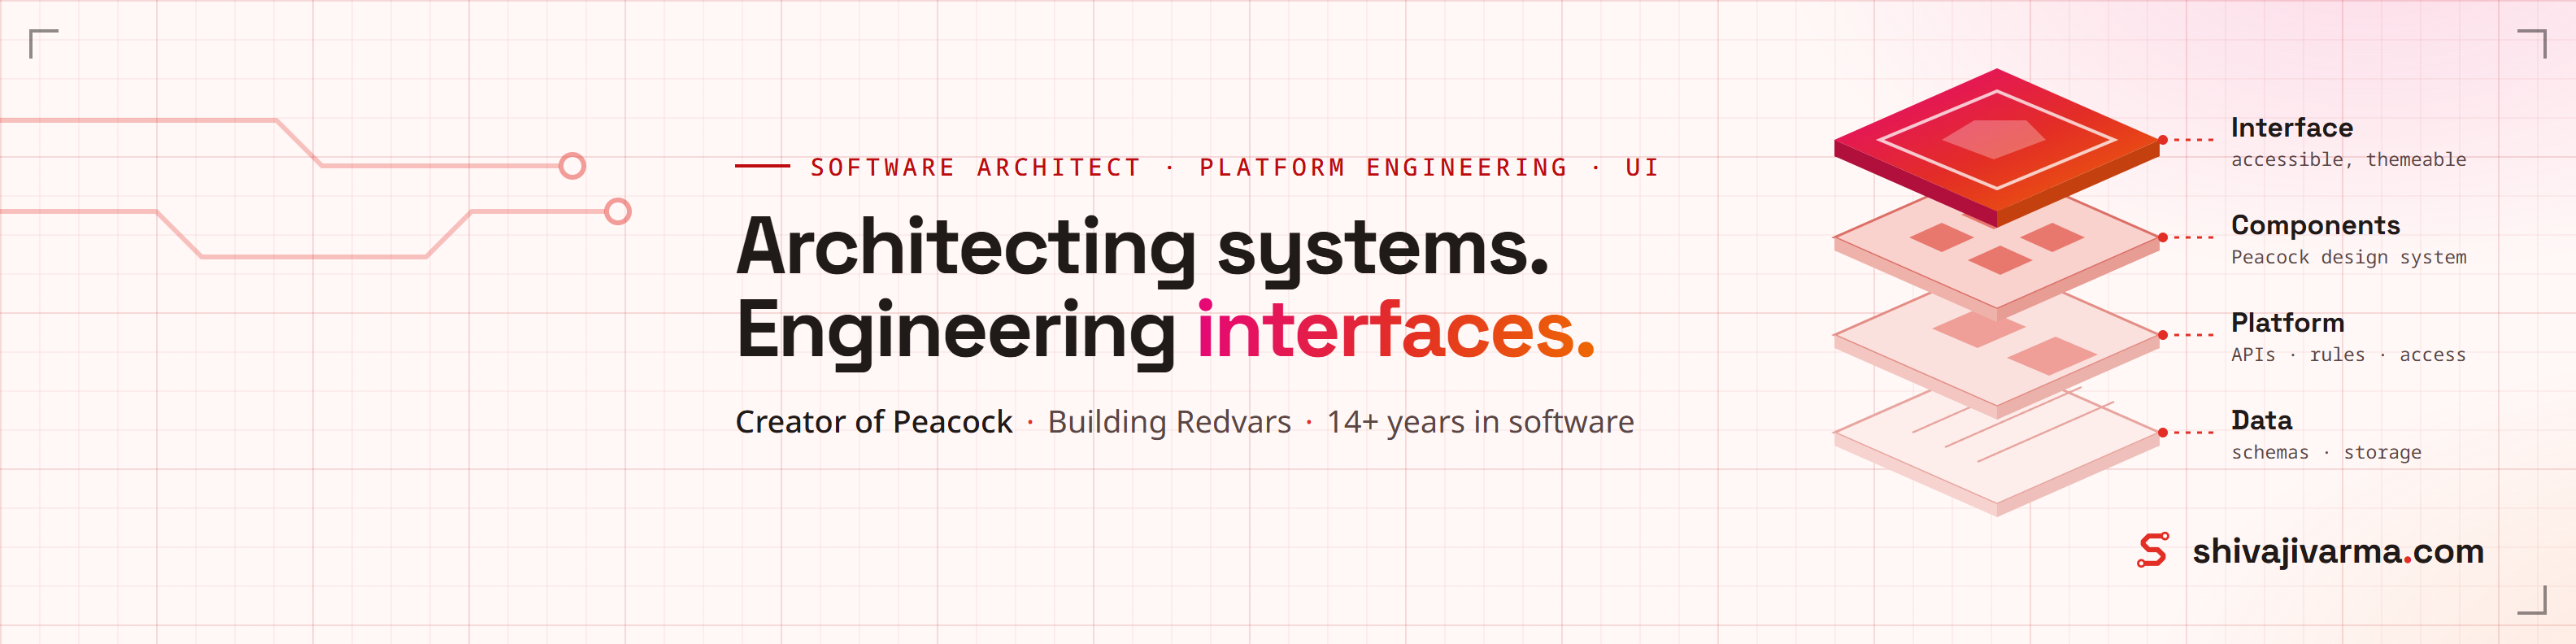 SOFTWARE ARCHITECT · PLATFORM ENGINEERING · UI
Architecting systems.
Engineering interfaces.
Creator of Peacock · Building Redvars · 14+ years in software
Interface
accessible, themeable
Components
Peacock design system
Platform
APIs · rules · access
Data
schemas · storage
shivajivarma.com